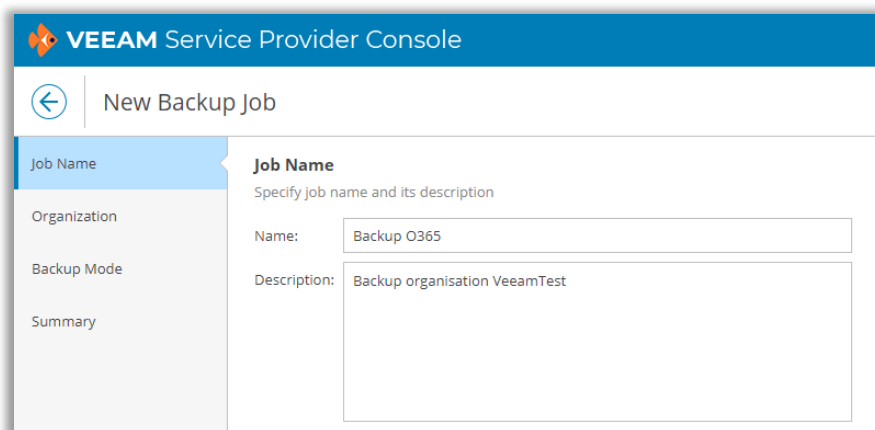 VEEAM Service Provider Console
New Backup Job
Job Name
Organization
Backup Mode
Summary
Job Name
Specify job name and its description
Name: Backup O365
Description: Backup organisation VeeamTest